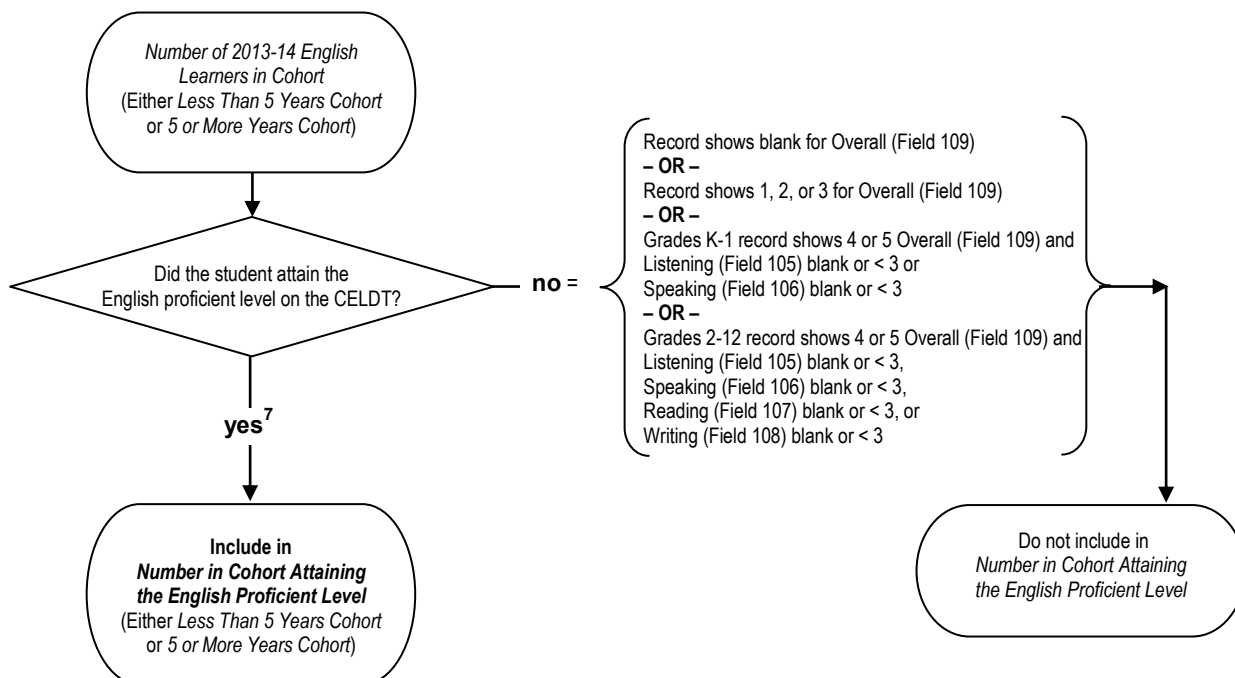 Number of 2013-14 English
Learners in Cohort
(Either Less Than 5 Years Cohort
or 5 or More Years Cohort)
Did the student attain the
English proficient level on the CELDT?
no =
Record shows blank for Overall (Field 109)
– OR –
Record shows 1, 2, or 3 for Overall (Field 109)
– OR –
Grades K-1 record shows 4 or 5 Overall (Field 109) and
Listening (Field 105) blank or < 3 or
Speaking (Field 106) blank or < 3
– OR –
Grades 2-12 record shows 4 or 5 Overall (Field 109) and
Listening (Field 105) blank or < 3,
Speaking (Field 106) blank or < 3,
Reading (Field 107) blank or < 3, or
Writing (Field 108) blank or < 3
yes7
Include in
Number in Cohort Attaining
the English Proficient Level
(Either Less Than 5 Years Cohort
or 5 or More Years Cohort)
Do not include in
Number in Cohort Attaining
the English Proficient Level